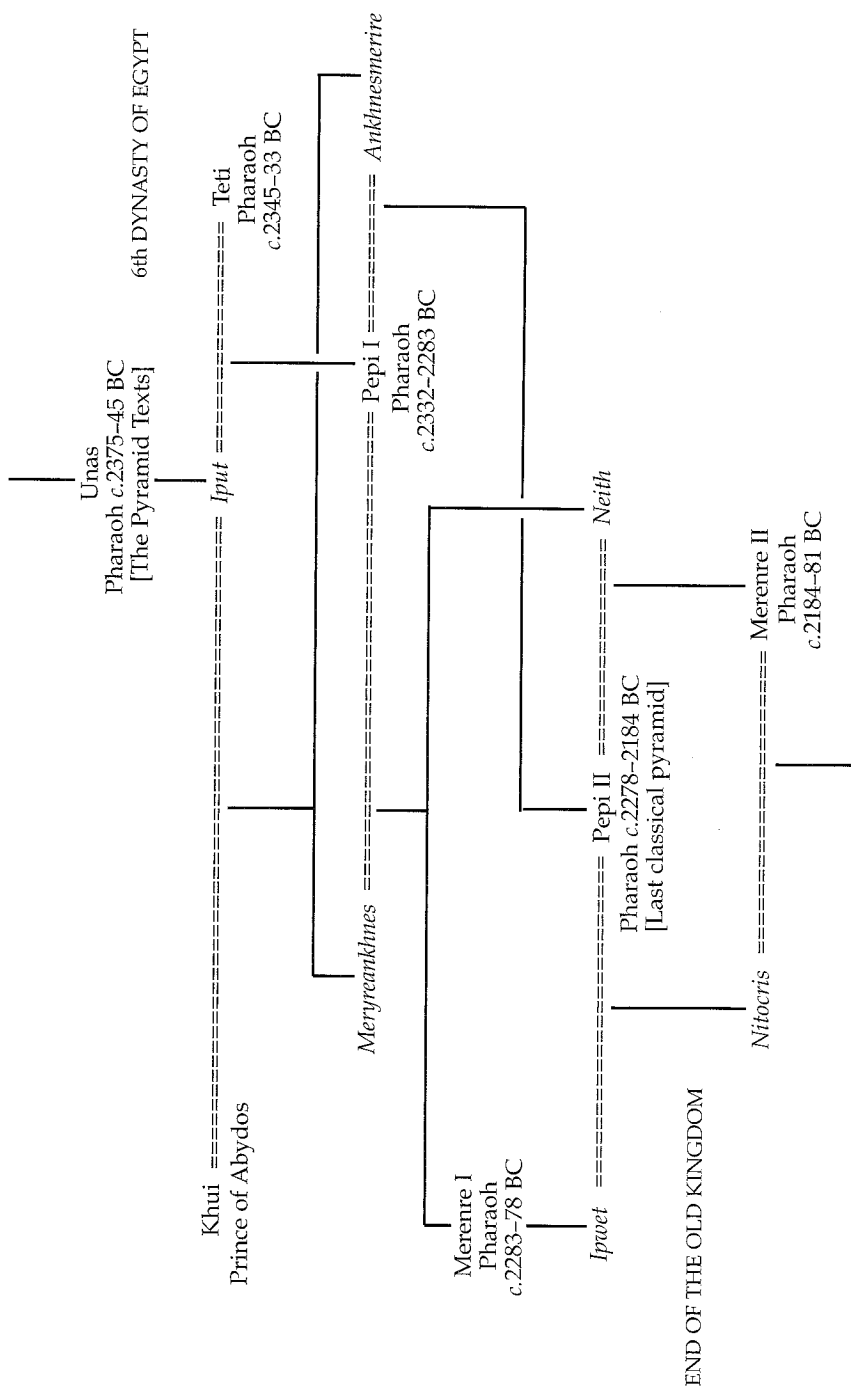 Unas
Pharaoh c.2375–45 BC
[The Pyramid Texts]
6th DYNASTY OF EGYPT
Khui
Prince of Abydos
Iput
Teti
Pharaoh
c.2345–33 BC
Meryreankhnes
Pepi I
Pharaoh
c.2332–2283 BC
Ankhnesmerire
Merenre I
Pharaoh
c.2283–78 BC
Ipwet
Pepi II
Pharaoh c.2278–2184 BC
[Last classical pyramid]
Neith
END OF THE OLD KINGDOM
Nitocris
Merenre II
Pharaoh
c.2184–81 BC